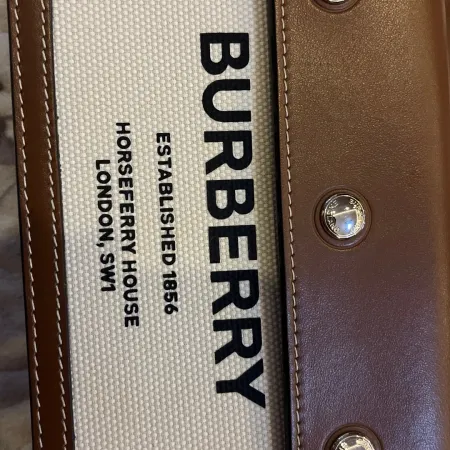 BURBERRY
ESTABLISHED 1856
HORSEFERRY HOUSE
LONDON, SW1